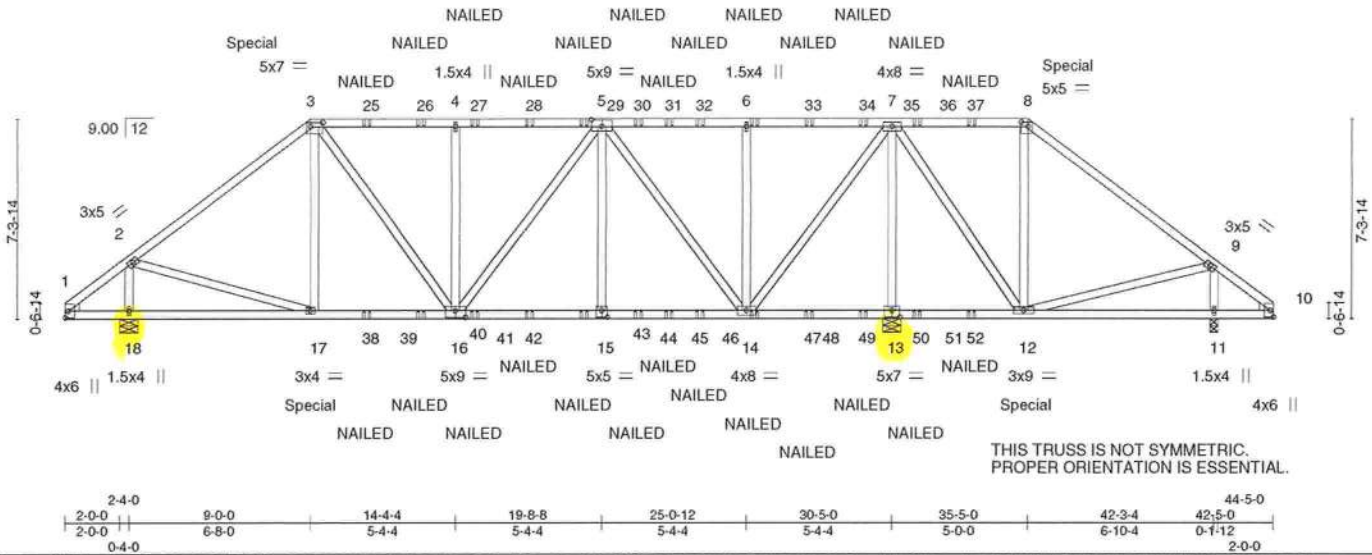 NAILED NAILED NAILED
Special NAILED NAILED NAILED NAILED NAILED
5x7 = 1.5x4 || 5x9 = 1.5x4 || 4x8 = Special
NAILED NAILED NAILED NAILED 5x5 =
3 25 26 4 27 28 5 29 30 31 32 6 33 34 7 35 36 37 8
9.00 12
7-3-14 7-3-14
3x5 // 3x5 \\
2 9
1 10
0-6-14 0-6-14
18 38 39 16 40 41 42 15 43 44 45 46 14 47 48 49 13 50 51 52 12 11
17
4x6 || 1.5x4 || 3x4 = 5x9 = NAILED 5x5 = NAILED 4x8 = 5x7 = NAILED 3x9 = 1.5x4 ||
Special NAILED NAILED NAILED NAILED Special 4x6 ||
NAILED NAILED NAILED NAILED NAILED
NAILED
THIS TRUSS IS NOT SYMMETRIC.
PROPER ORIENTATION IS ESSENTIAL.
2-4-0 44-5-0
2-0-0 9-0-0 14-4-4 19-8-8 25-0-12 30-5-0 35-5-0 42-3-4 42-5-0
2-0-0 6-8-0 5-4-4 5-4-4 5-4-4 5-4-4 5-0-0 6-10-4 0-1-12
0-4-0 2-0-0